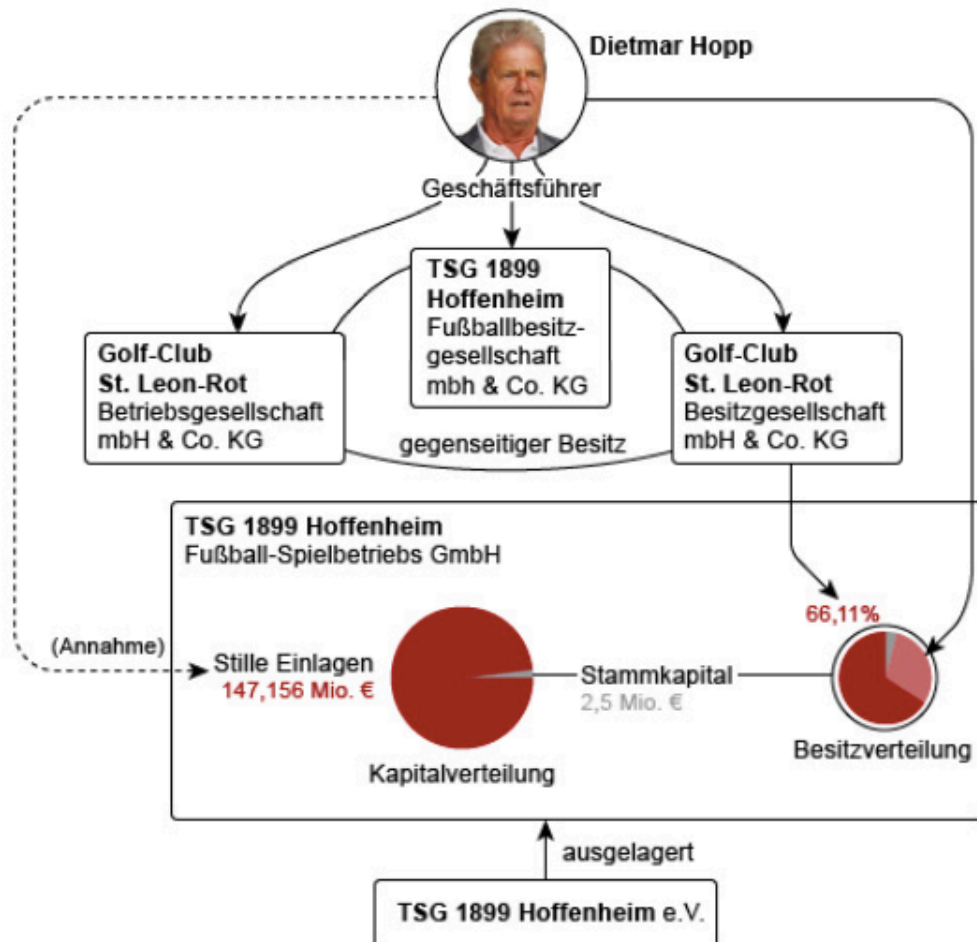 Dietmar Hopp
Geschäftsführer
TSG 1899
Hoffenheim
Fußballbesitz-
gesellschaft
mbh & Co. KG
Golf-Club
St. Leon-Rot
Betriebsgesellschaft
mbH & Co. KG
Golf-Club
St. Leon-Rot
Besitzgesellschaft
mbH & Co. KG
gegenseitiger Besitz
TSG 1899 Hoffenheim
Fußball-Spielbetriebs GmbH
66,11%
(Annahme)
Stille Einlagen
147,156 Mio. €
Stammkapital
2,5 Mio. €
Kapitalverteilung
Besitzverteilung
ausgelagert
TSG 1899 Hoffenheim e.V.